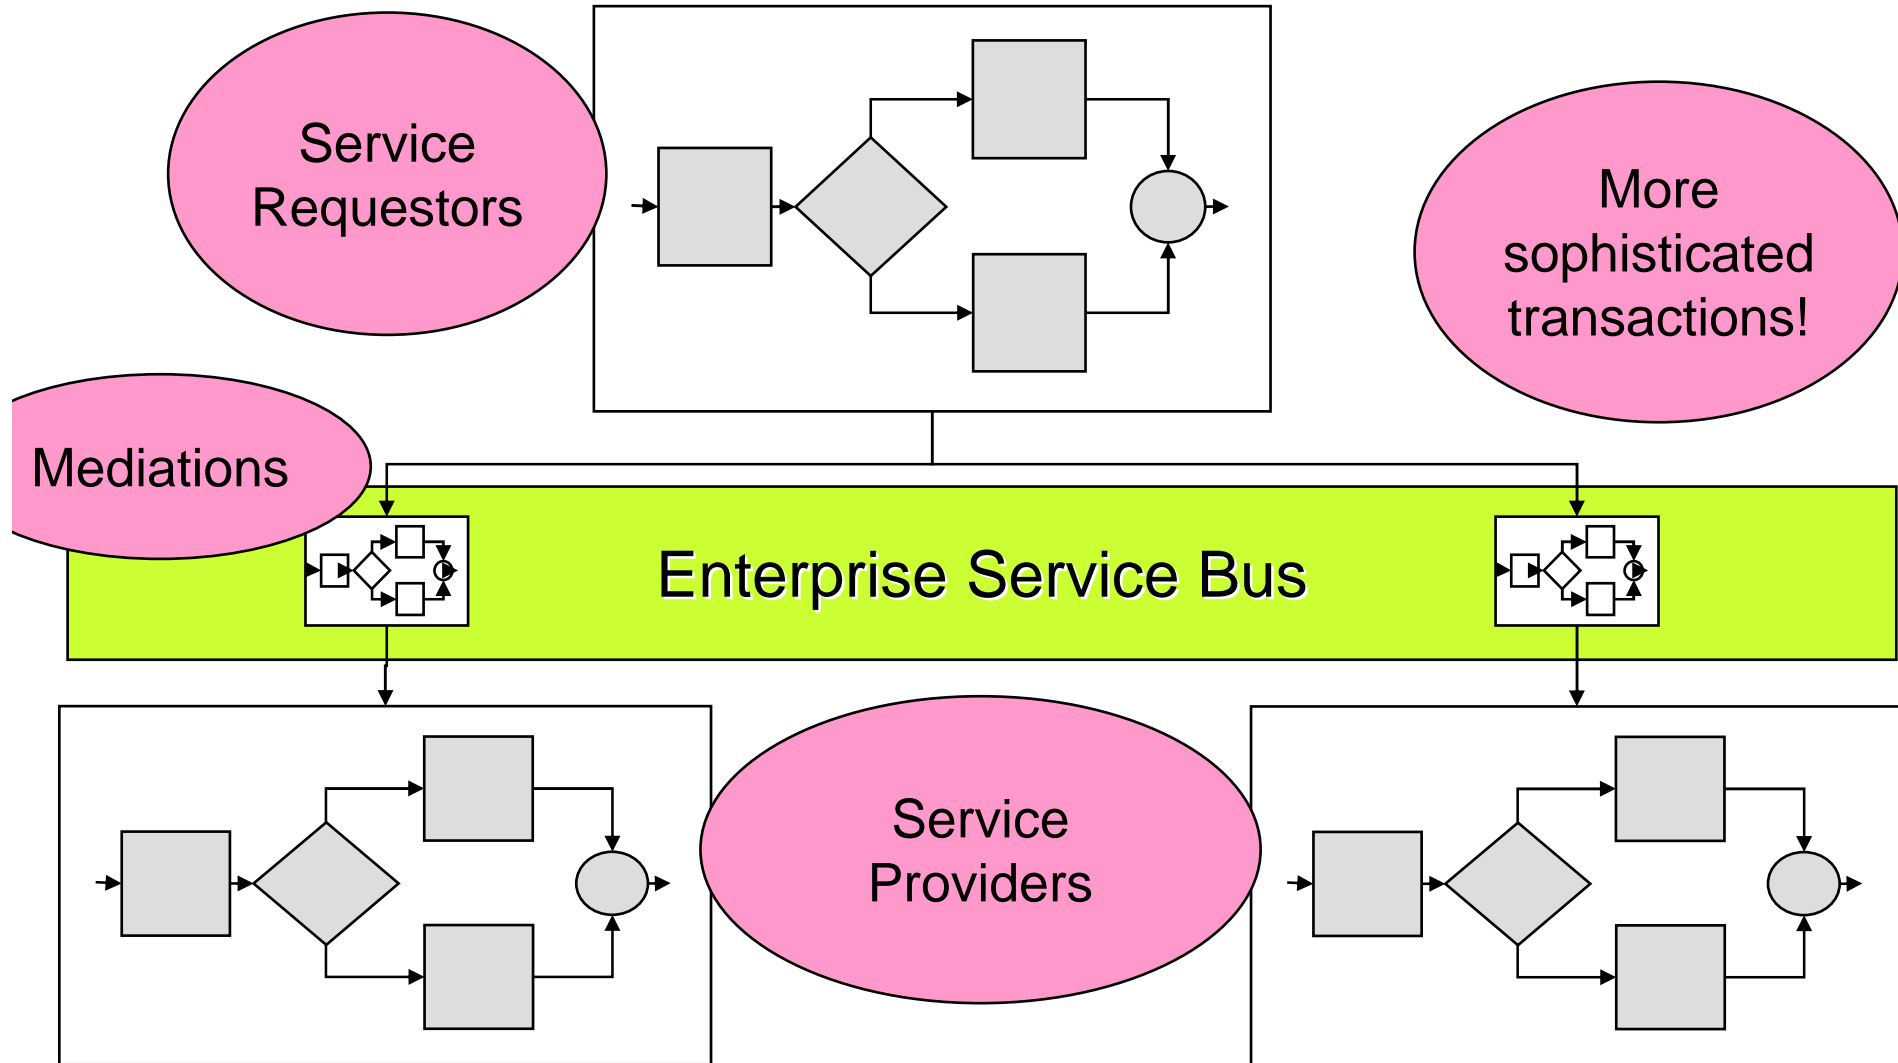 Service
Requestors
More
sophisticated
transactions!
Mediations
Enterprise Service Bus
Service
Providers